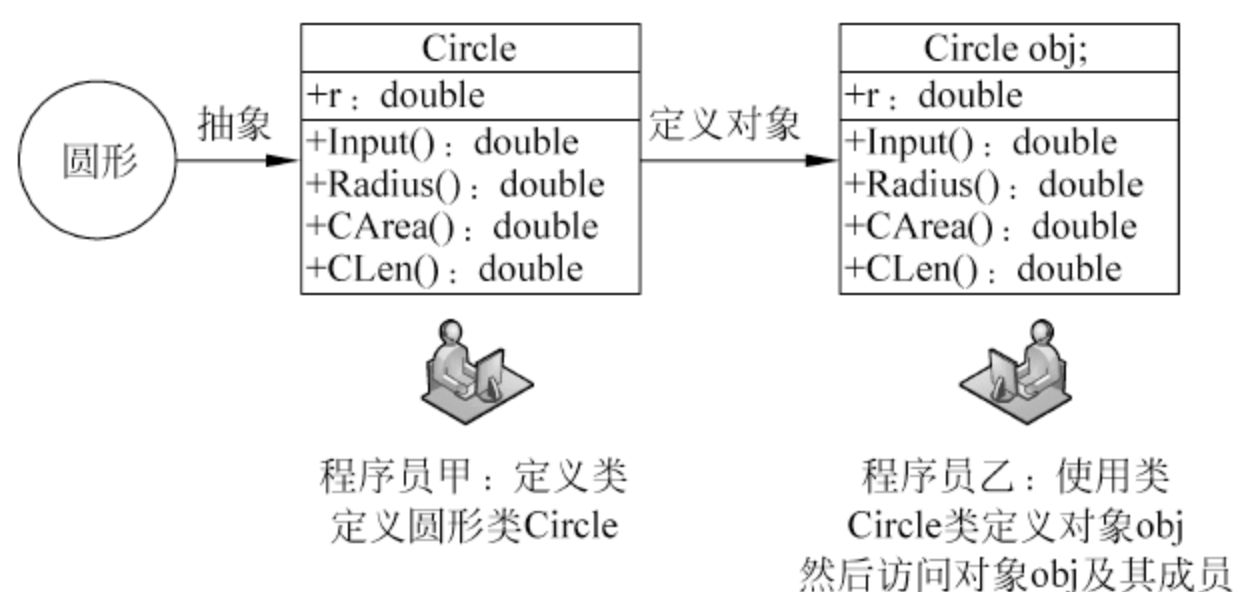 圆形
抽象
Circle
+r：double
+Input()：double
+Radius()：double
+CArea()：double
+CLen()：double
定义对象
Circle obj;
+r：double
+Input()：double
+Radius()：double
+CArea()：double
+CLen()：double
程序员甲：定义类
定义圆形类Circle
程序员乙：使用类
Circle类定义对象obj
然后访问对象obj及其成员